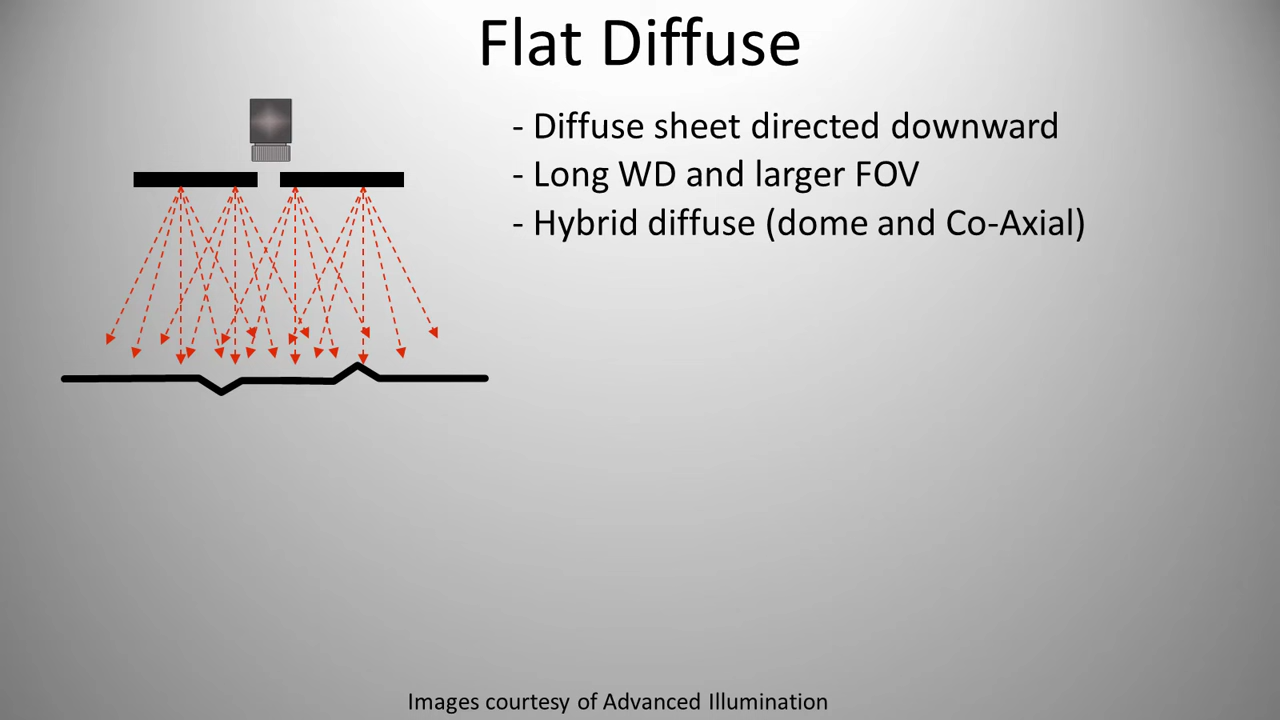 Flat Diffuse
- Diffuse sheet directed downward
- Long WD and larger FOV
- Hybrid diffuse (dome and Co-Axial)
Images courtesy of Advanced Illumination